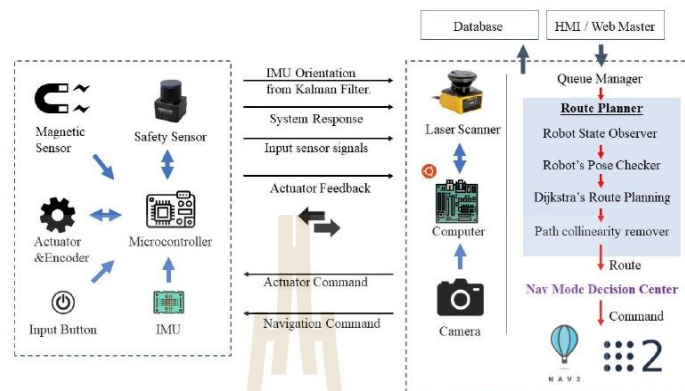 Database
HMI / Web Master
Magnetic
Sensor
Safety Sensor
Actuator
&Encoder
Microcontroller
Input Button
IMU
IMU Orientation
from Kalman Filter.
System Response
Input sensor signals
Actuator Feedback
Actuator Command
Navigation Command
Laser Scanner
Computer
Camera
Queue Manager
Route Planner
Robot State Observer
Robot's Pose Checker
Dijkstra's Route Planning
Path collinearity remover
Route
Nav Mode Decision Center
Command
NAV2
2